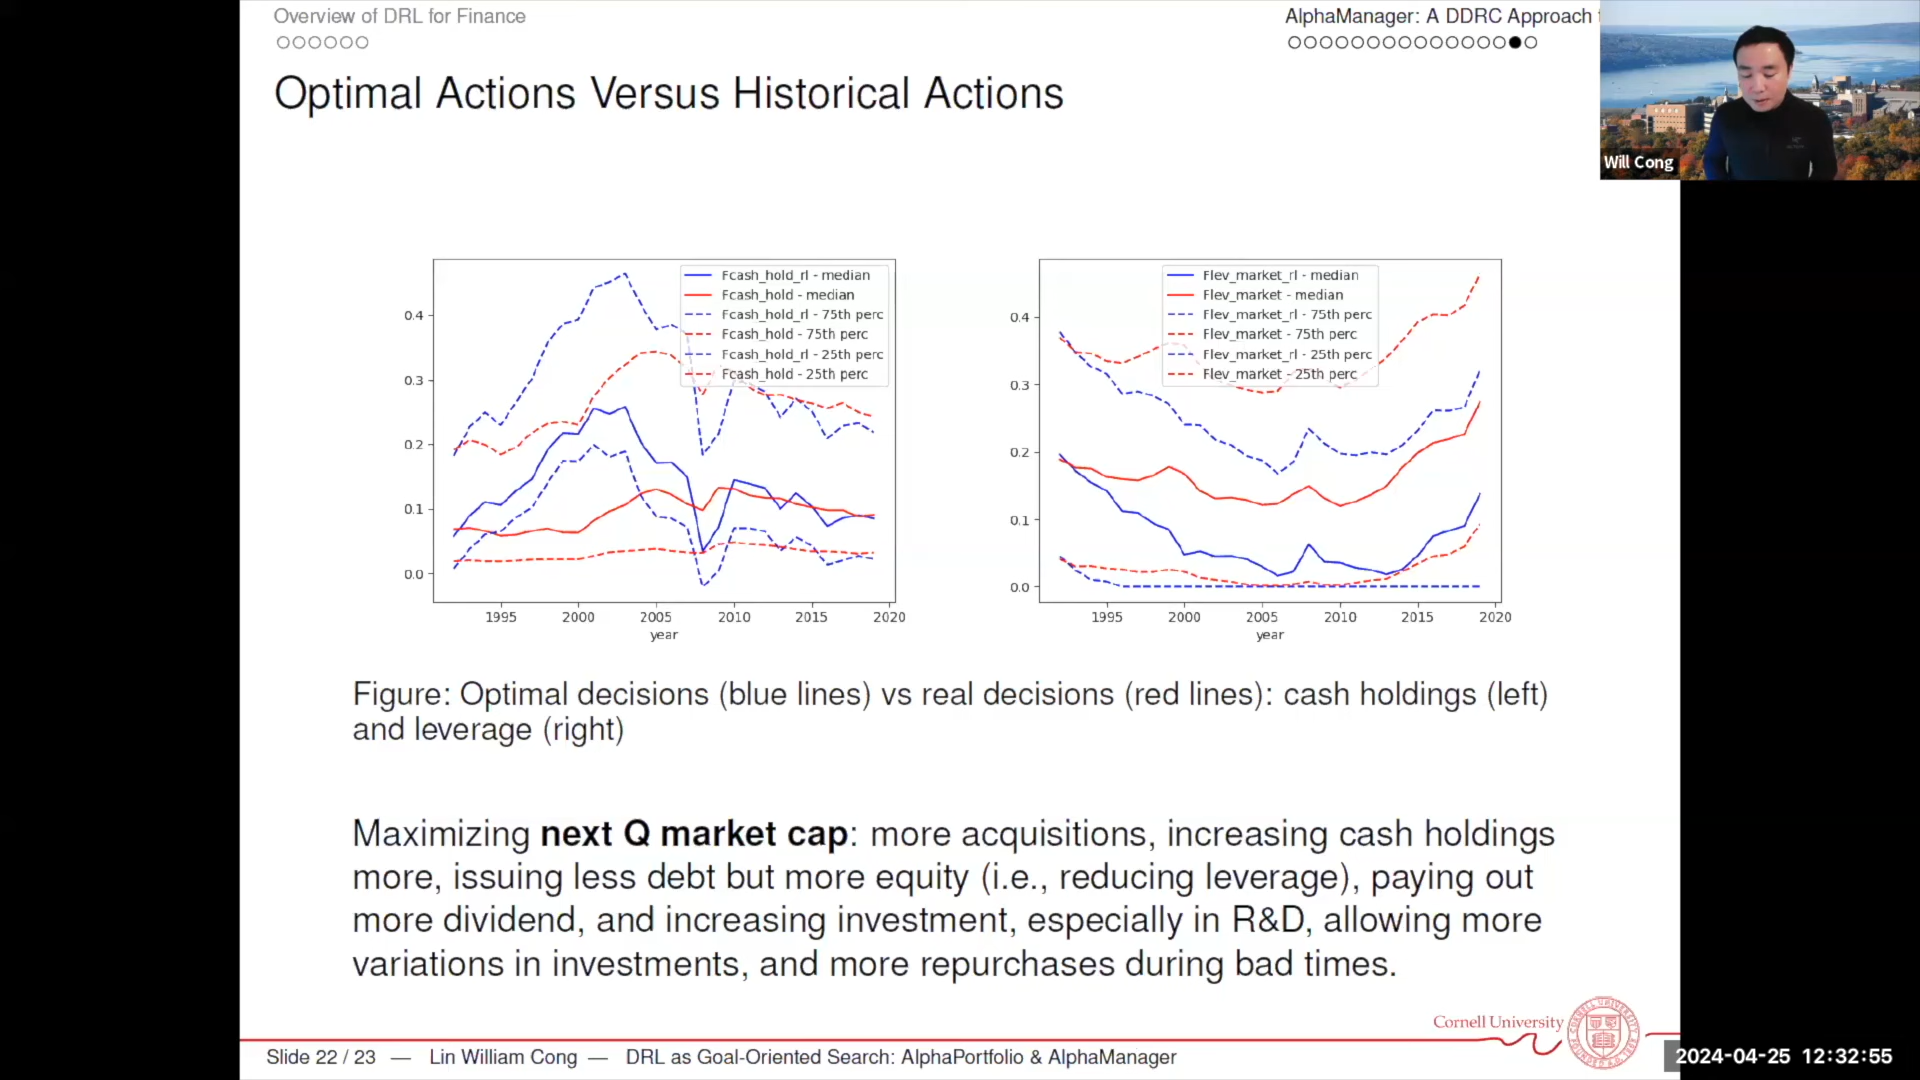 Overview of DRL for Finance
AlphaManager: A DDRC Approach
Will Cong
Optimal Actions Versus Historical Actions
Fcash_hold_rl - median
Fcash_hold - median
Fcash_hold_rl - 75th perc
Fcash_hold - 75th perc
Fcash_hold_rl - 25th perc
Fcash_hold - 25th perc
0.4
0.3
0.2
0.1
0.0
1995 2000 2005 2010 2015 2020
year
Flev_market_rl - median
Flev_market - median
Flev_market_rl - 75th perc
Flev_market - 75th perc
Flev_market_rl - 25th perc
Flev_market - 25th perc
0.4
0.3
0.2
0.1
0.0
1995 2000 2005 2010 2015 2020
year
Figure: Optimal decisions (blue lines) vs real decisions (red lines): cash holdings (left)
and leverage (right)
Maximizing next Q market cap: more acquisitions, increasing cash holdings
more, issuing less debt but more equity (i.e., reducing leverage), paying out
more dividend, and increasing investment, especially in R&D, allowing more
variations in investments, and more repurchases during bad times.
Cornell University
Slide 22 / 23 — Lin William Cong — DRL as Goal-Oriented Search: AlphaPortfolio & AlphaManager
2024-04-25 12:32:55